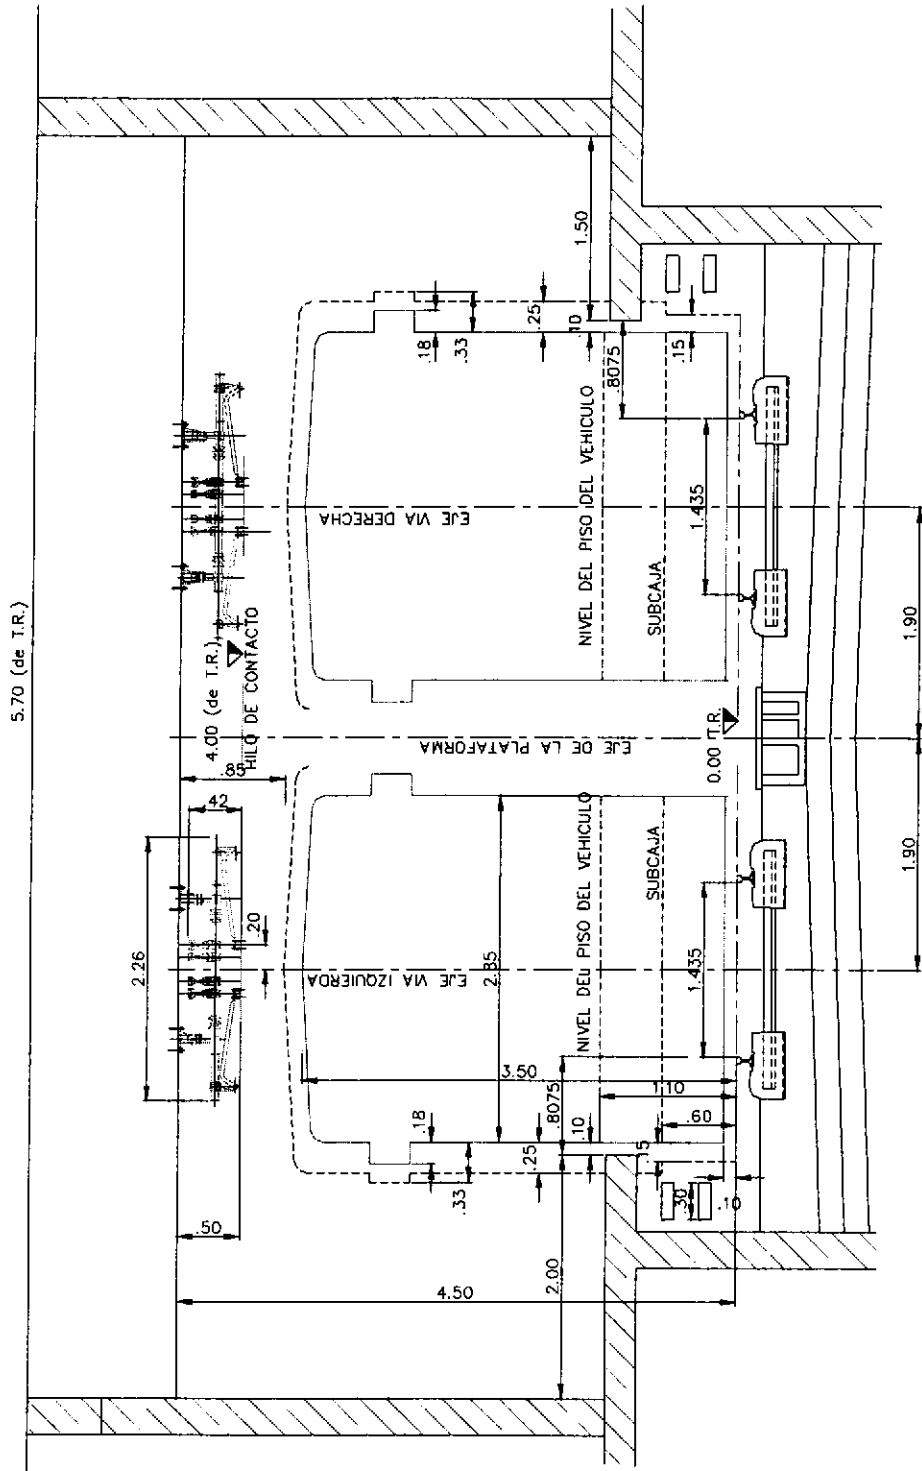 5.70 (de T.R.)
2.26
.42
.85
4.00 (de T.R.)
HILO DE CONTACTO
.20
.50
EJE VIA IZQUIERDA
EJE DE LA PLATAFORMA
EJE VIA DERECHA
.18
.33
.25
.10
.18
.33
.25
.10
1.50
3.50
2.85
4.50
2.00
.8075
1.10
.60
.15
.30
.10
NIVEL DEL PISO DEL VEHICULO
SUBCAJA
1.435
NIVEL DEL PISO DEL VEHICULO
SUBCAJA
0.00 T.R.
1.435
.8075
.15
1.90
1.90